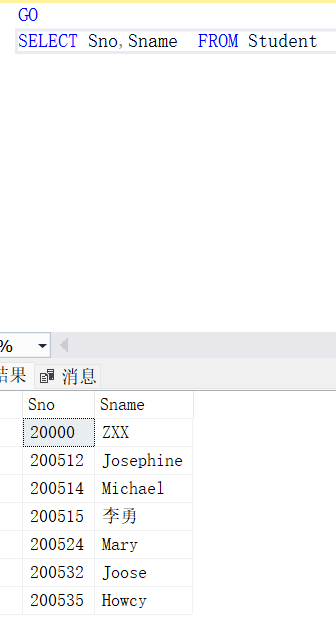 GO
SELECT Sno,Sname FROM Student
%
结果 消息
Sno Sname
20000 ZXX
200512 Josephine
200514 Michael
200515 李勇
200524 Mary
200532 Joose
200535 Howcy